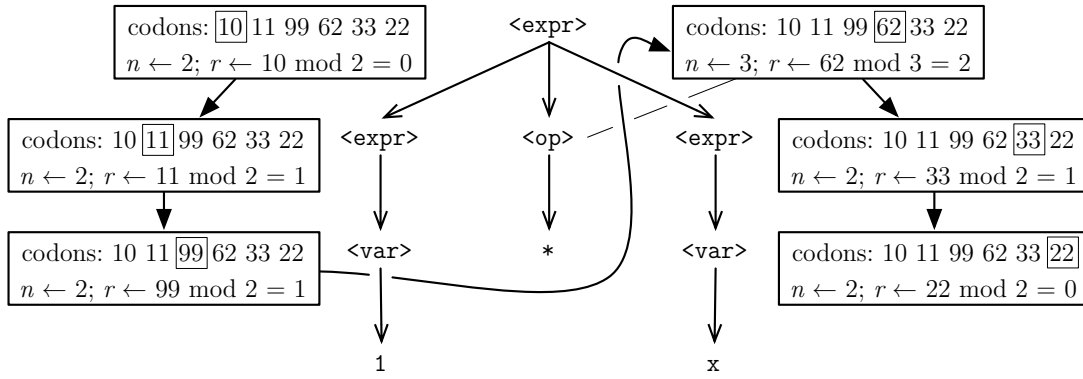 codons: 10 11 99 62 33 22
n ← 2; r ← 10 mod 2 = 0
<expr>
codons: 10 11 99 62 33 22
n ← 3; r ← 62 mod 3 = 2
codons: 10 11 99 62 33 22
n ← 2; r ← 11 mod 2 = 1
<expr>
<op>
<expr>
codons: 10 11 99 62 33 22
n ← 2; r ← 33 mod 2 = 1
codons: 10 11 99 62 33 22
n ← 2; r ← 99 mod 2 = 1
<var>
*
<var>
codons: 10 11 99 62 33 22
n ← 2; r ← 22 mod 2 = 0
1
x